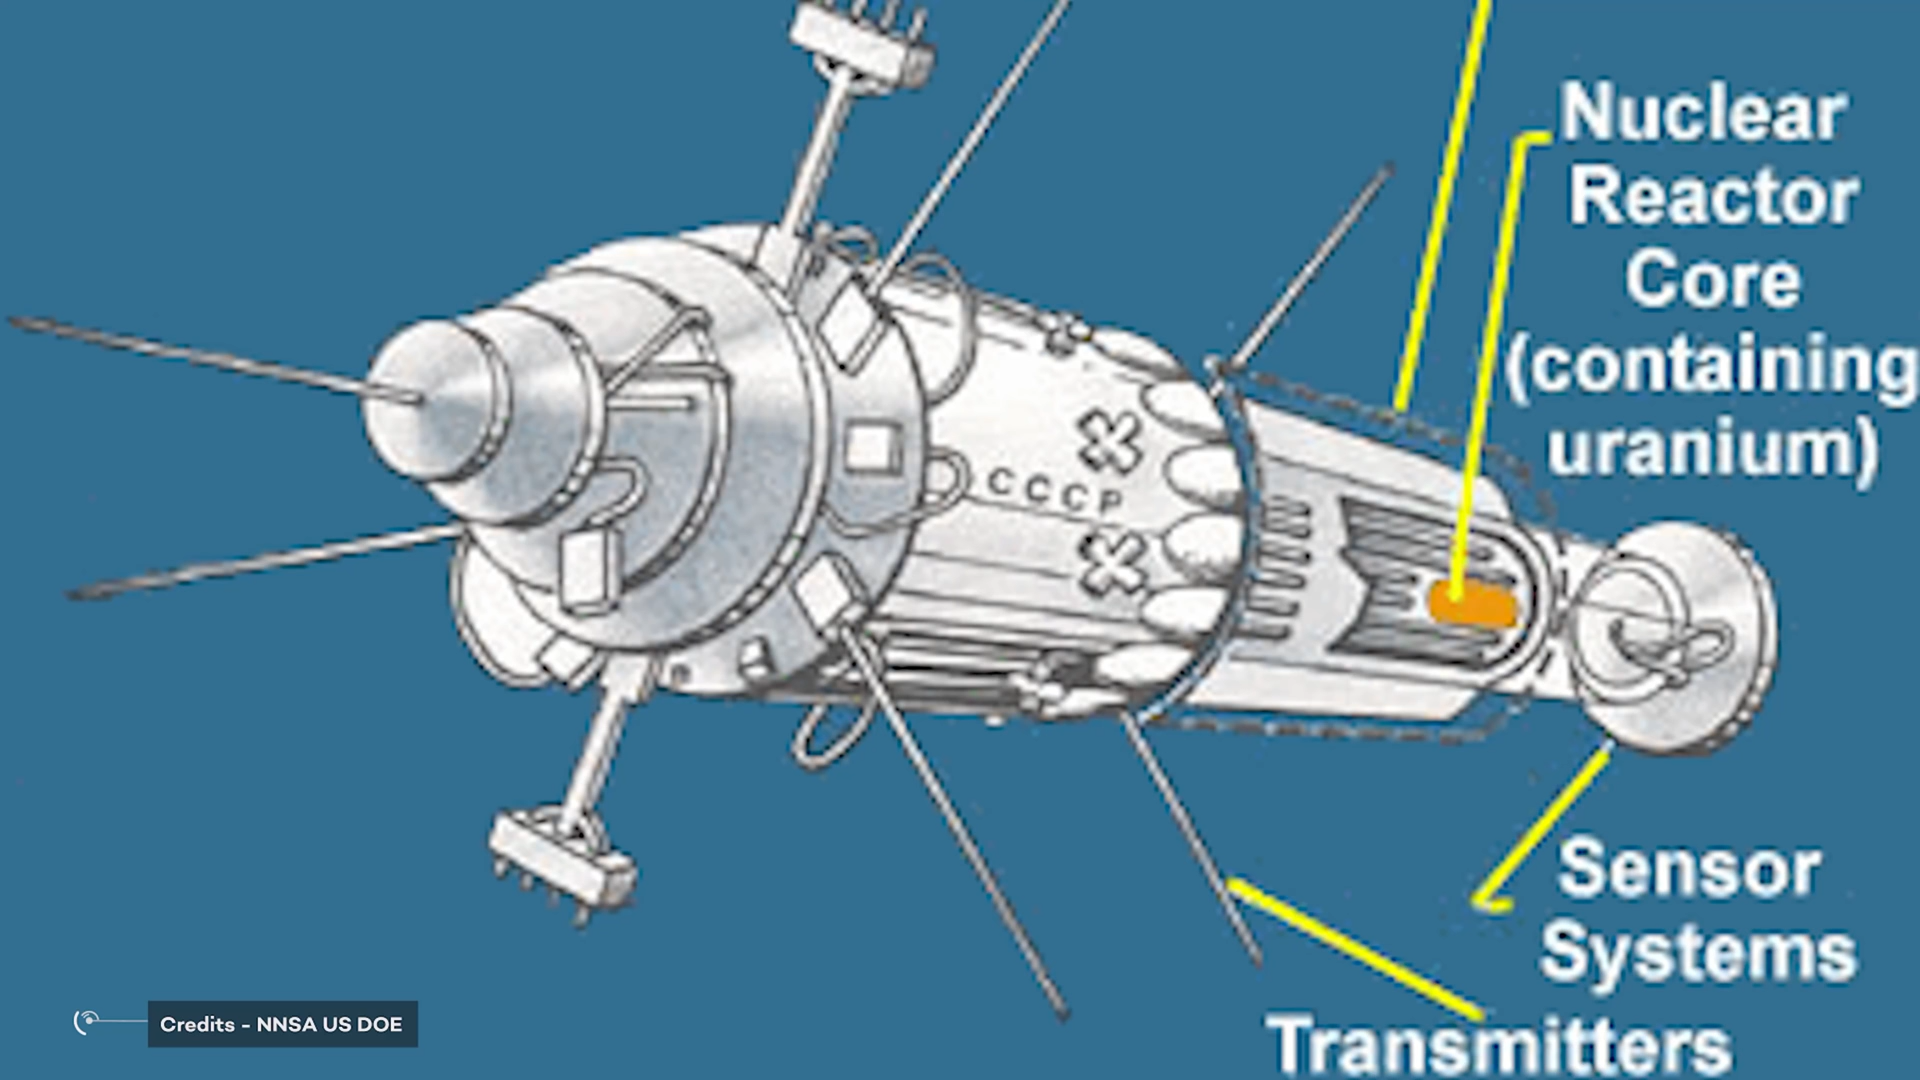 Nuclear
Reactor
Core
(containing
uranium)
CCCP
Sensor
Systems
Transmitters
Credits - NNSA US DOE